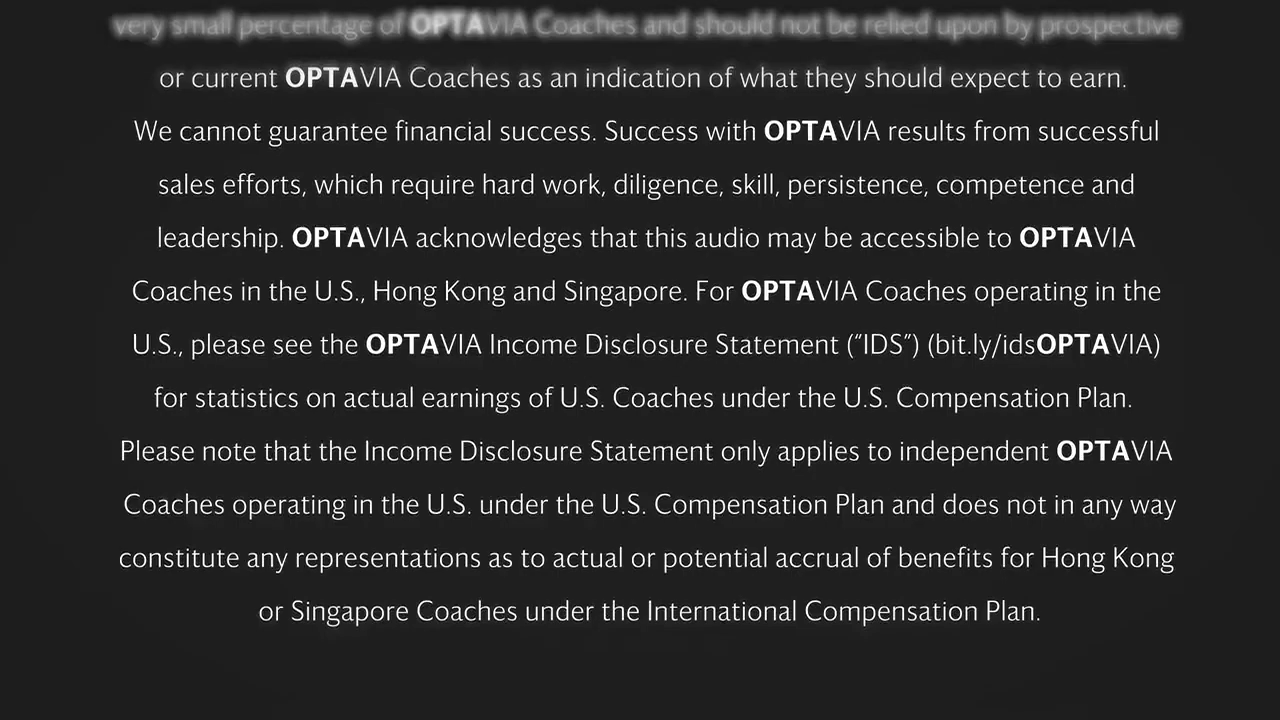 very small percentage of OPTAVIA Coaches and should not be relied upon by prospective
or current OPTAVIA Coaches as an indication of what they should expect to earn.
We cannot guarantee financial success. Success with OPTAVIA results from successful
sales efforts, which require hard work, diligence, skill, persistence, competence and
leadership. OPTAVIA acknowledges that this audio may be accessible to OPTAVIA
Coaches in the U.S., Hong Kong and Singapore. For OPTAVIA Coaches operating in the
U.S., please see the OPTAVIA Income Disclosure Statement (“IDS”) (bit.ly/idsOPTAVIA)
for statistics on actual earnings of U.S. Coaches under the U.S. Compensation Plan.
Please note that the Income Disclosure Statement only applies to independent OPTAVIA
Coaches operating in the U.S. under the U.S. Compensation Plan and does not in any way
constitute any representations as to actual or potential accrual of benefits for Hong Kong
or Singapore Coaches under the International Compensation Plan.